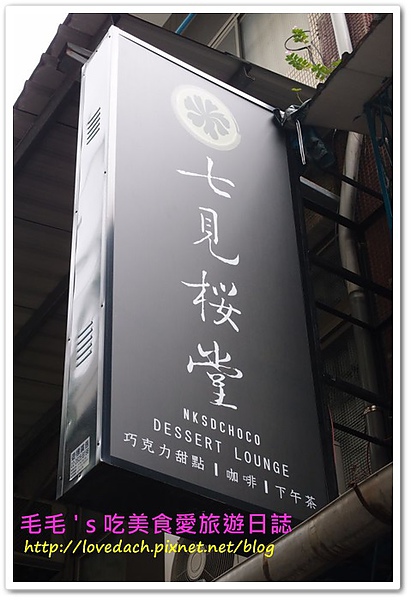 七見桜堂
NKSDCHOCO
DESSERT LOUNGE
巧克力甜點 | 咖啡 | 下午茶
毛毛's吃美食愛旅遊日誌
http://lovedach.pixnet.net/blog